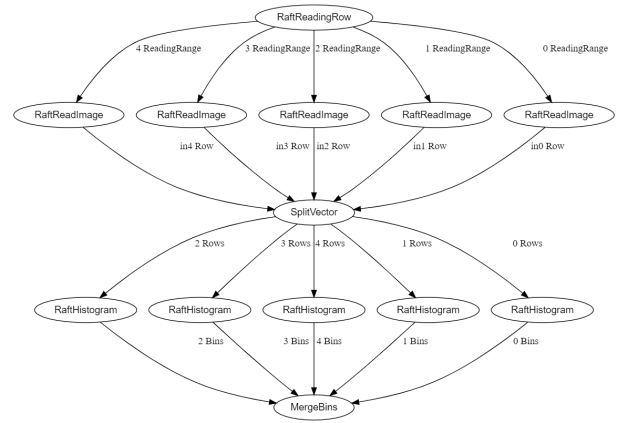 RaftReadingRow
4 ReadingRange
3 ReadingRange
2 ReadingRange
1 ReadingRange
0 ReadingRange
RaftReadImage
RaftReadImage
RaftReadImage
RaftReadImage
RaftReadImage
in4 Row
in3 Row
in2 Row
in1 Row
in0 Row
SplitVector
2 Rows
3 Rows
4 Rows
1 Rows
0 Rows
RaftHistogram
RaftHistogram
RaftHistogram
RaftHistogram
RaftHistogram
2 Bins
3 Bins
4 Bins
1 Bins
0 Bins
MergeBins